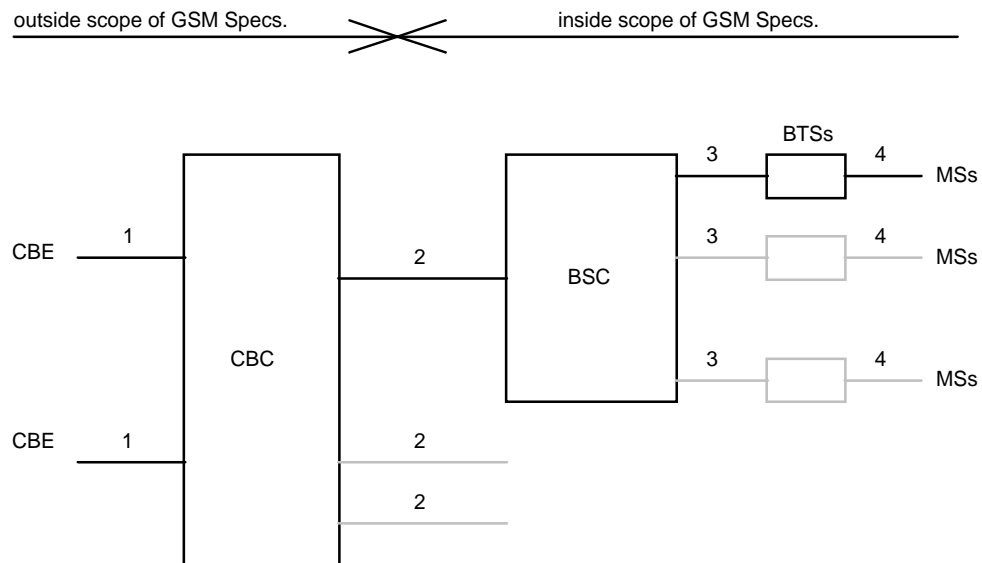 outside scope of GSM Specs.
inside scope of GSM Specs.
BTSs
3
4
MSs
CBE
1
2
3
4
MSs
BSC
CBC
3
4
MSs
CBE
1
2
2